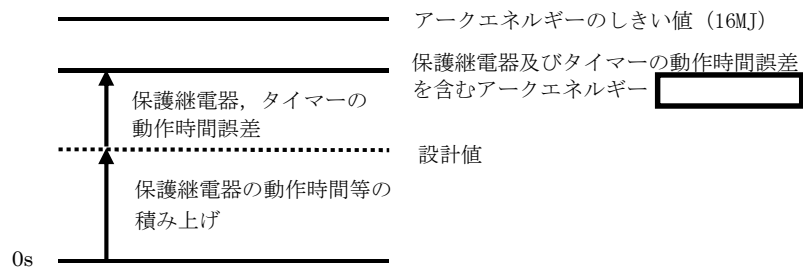 アークエネルギーのしきい値 (16MJ)
保護継電器及びタイマーの動作時間誤差
を含むアークエネルギー
保護継電器，タイマーの
動作時間誤差
設計値
保護継電器の動作時間等の
積み上げ
0s